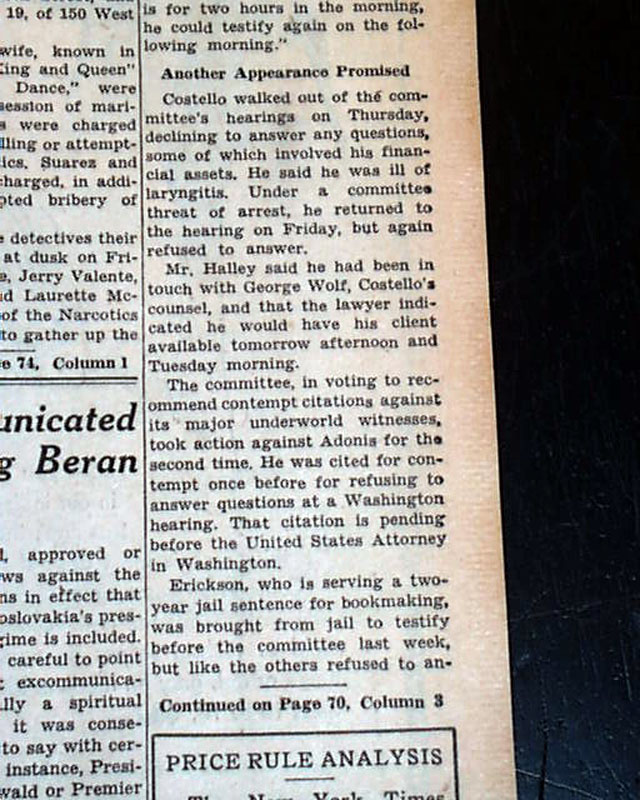 19, of 150 West
wife, known in
King and Queen"
Dance," were
session of mari-
were charged
lling or attempt-
ics. Suarez and
charged, in addi-
pted bribery of
detectives their
at dusk on Fri-
Jerry Valente,
Laurette Mc-
of the Narcotics
to gather up the
74, Column 1
unicated
g Beran
approved or
ws against the
ns in effect that
oslovakia's pres-
gime is included.
careful to point
excommunica-
lly a spiritual
it was conse-
to say with cer-
instance, Presi-
wald or Premier
is for two hours in the morning,
he could testify again on the fol-
lowing morning."
Another Appearance Promised
Costello walked out of the com-
mittee's hearings on Thursday,
declining to answer any questions,
some of which involved his finan-
cial assets. He said he was ill of
laryngitis. Under a committee
threat of arrest, he returned to
the hearing on Friday, but again
refused to answer.
Mr. Halley said he had been in
touch with George Wolf, Costello's
counsel, and that the lawyer indi-
cated he would have his client
available tomorrow afternoon and
Tuesday morning.
The committee, in voting to rec-
ommend contempt citations against
its major underworld witnesses,
took action against Adonis for the
second time. He was cited for con-
tempt once before for refusing to
answer questions at a Washington
hearing. That citation is pending
before the United States Attorney
in Washington.
Erickson, who is serving a two-
year jail sentence for bookmaking,
was brought from jail to testify
before the committee last week,
but like the others refused to an-
Continued on Page 70, Column 3
PRICE RULE ANALYSIS
The New York Times